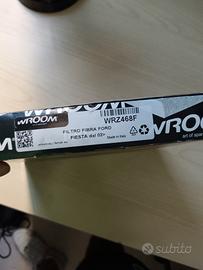 WROOM
WROOM
WRZ468F
FILTRO FIBRA FORD
FIESTA dal 02>
Made in Italy
WROOM
art of spe
M
subito